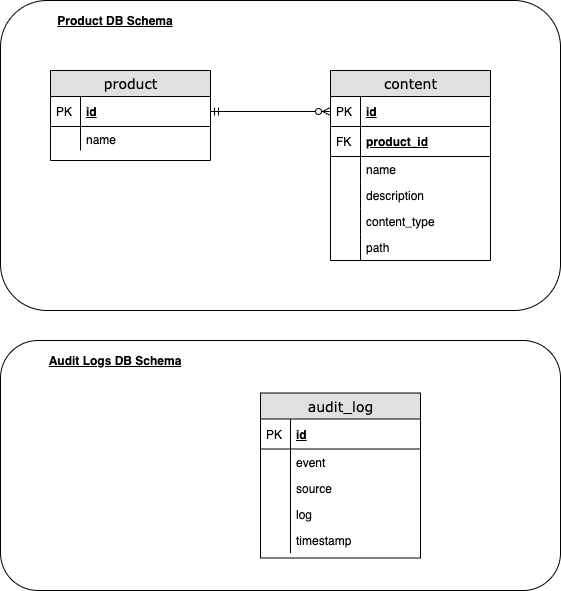 Product DB Schema
product
PK id
name
content
PK id
FK product_id
name
description
content_type
path
Audit Logs DB Schema
audit_log
PK id
event
source
log
timestamp